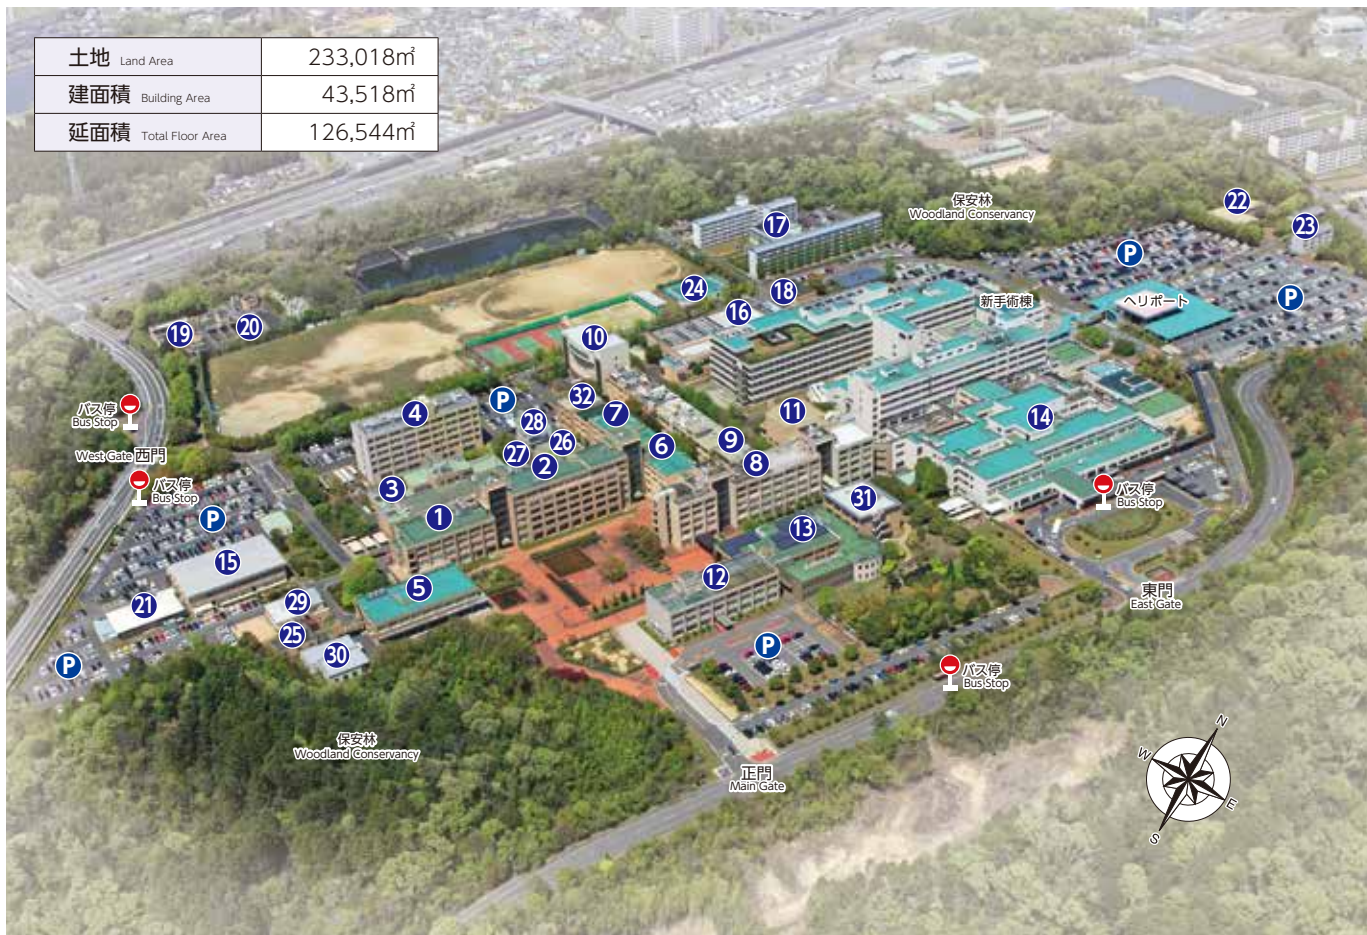 土地 Land Area 233,018㎡
建面積 Building Area 43,518㎡
延面積 Total Floor Area 126,544㎡
保安林
Woodland Conservancy
22
23
17
P
24
18
新手術棟
ヘリポート
P
16
19
20
10
バス停
Bus Stop
4
P
32
7
11
14
28
26
27
2
6
9
8
West Gate 西門
バス停
Bus Stop
3
1
P
31
バス停
Bus Stop
13
15
12
5
21
29
25
30
P
P
東門
East Gate
バス停
Bus Stop
保安林
Woodland Conservancy
正門
Main Gate
N
W
E
S